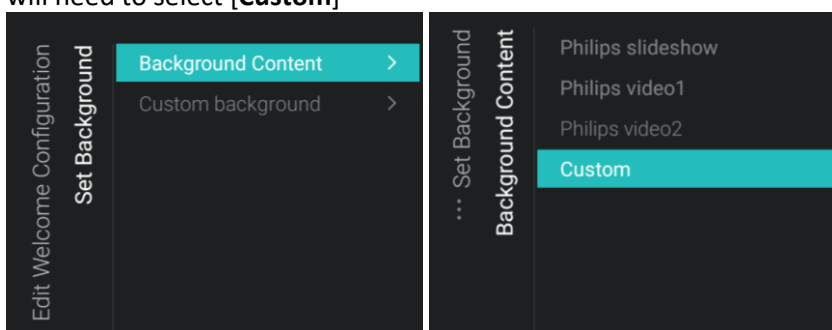 will need to select [Custom]
Edit Welcome Configuration
Set Background
Background Content >
Custom background >
... Set Background
Background Content
Philips slideshow
Philips video1
Philips video2
Custom